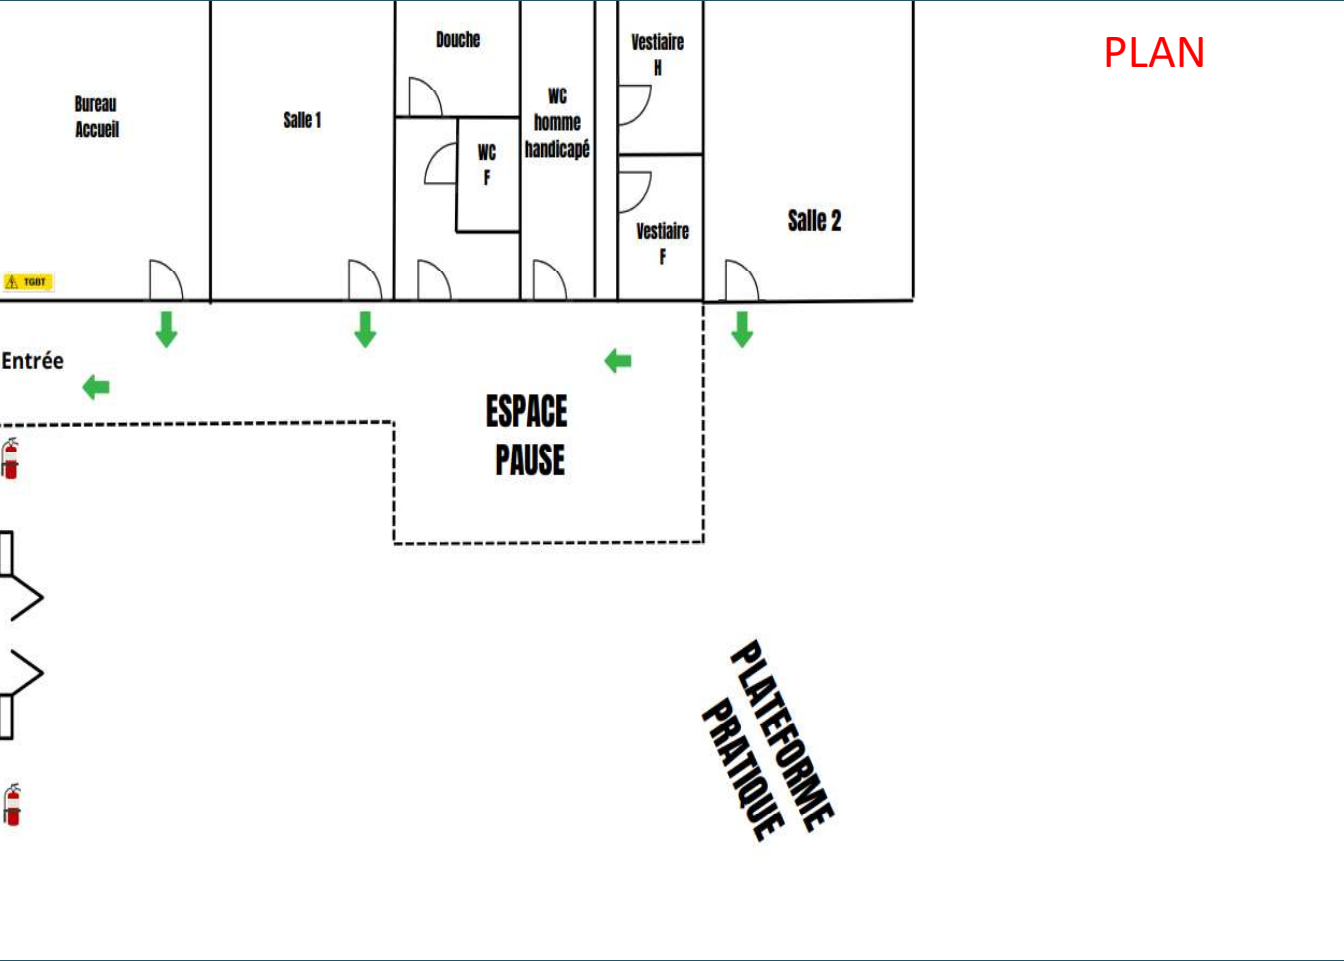 PLAN
Bureau
Accueil
Salle 1
Douche
WC
F
WC
homme
handicapé
Vestiaire
H
Vestiaire
F
Salle 2
TGBT
Entrée
ESPACE
PAUSE
PLATEFORME
PRATIQUE